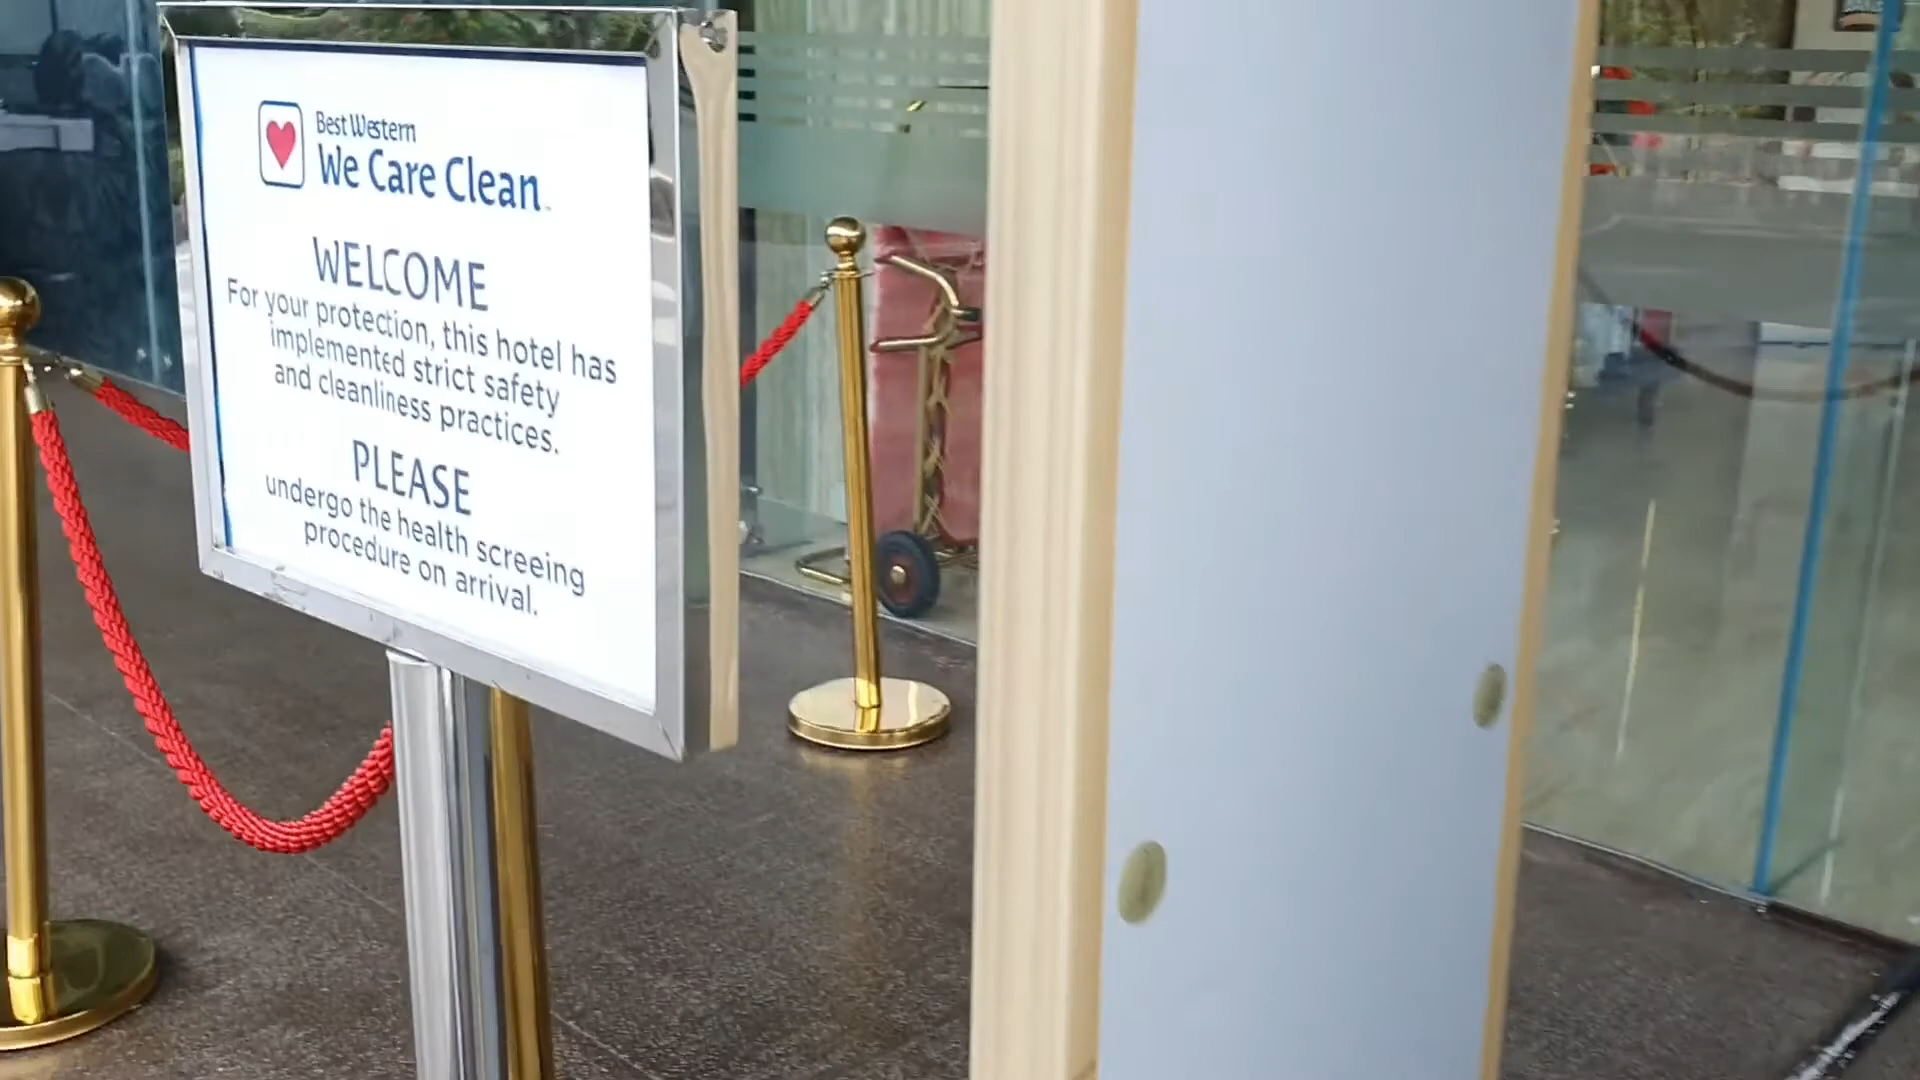 Best Western
We Care Clean
WELCOME
For your protection, this hotel has
implemented strict safety
and cleanliness practices.
PLEASE
undergo the health screeing
procedure on arrival.